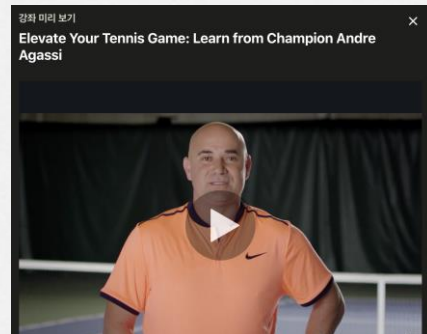 강좌 미리 보기
Elevate Your Tennis Game: Learn from Champion Andre
Agassi